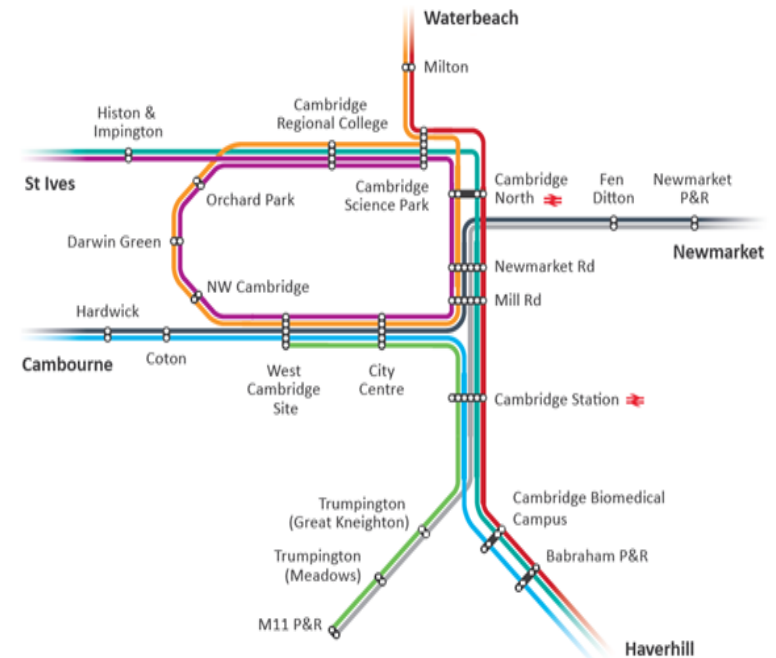 Waterbeach
Milton
Histon &
Impington
Cambridge
Regional College
St Ives
Orchard Park
Cambridge
Science Park
Cambridge
North
Fen
Ditton
Newmarket
P&R
Darwin Green
Newmarket
NW Cambridge
Newmarket Rd
Mill Rd
Hardwick
Cambourne
Coton
West
Cambridge
Site
City
Centre
Cambridge Station
Trumpington
(Great Kneighton)
Cambridge Biomedical
Campus
Trumpington
(Meadows)
Babraham P&R
M11 P&R
Haverhill